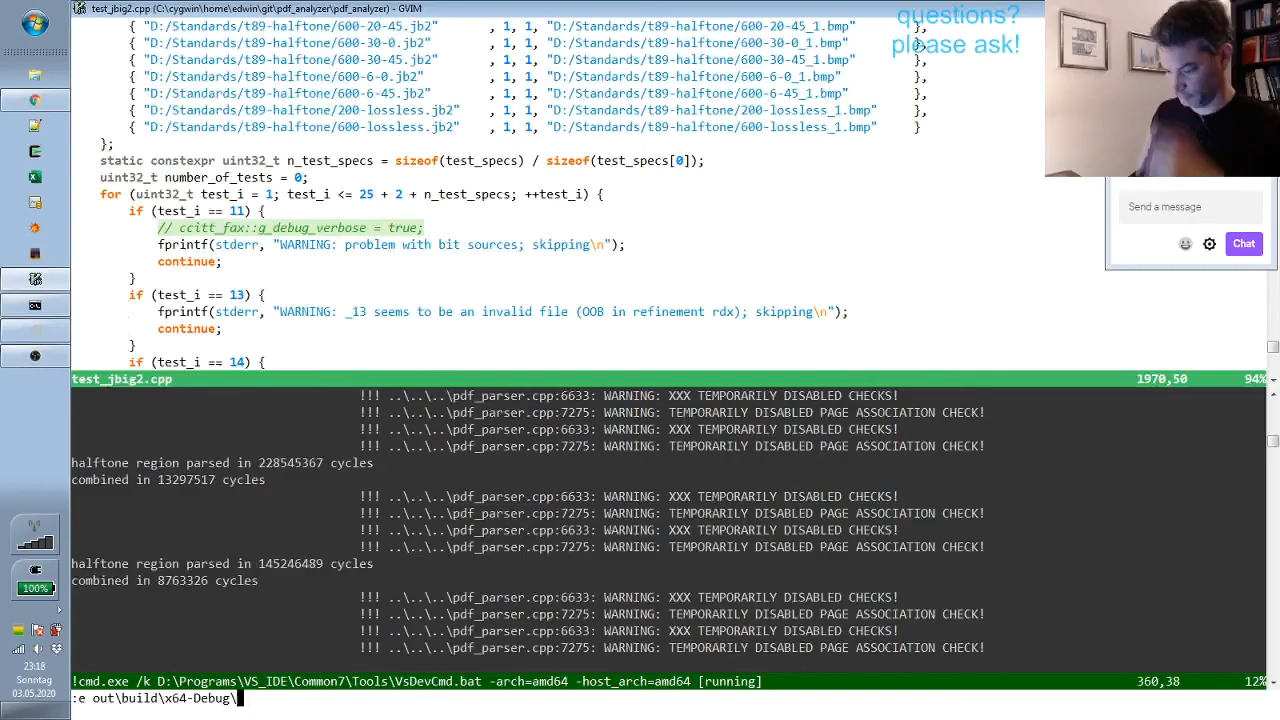 test_jbig2.cpp (C:\cygwin\home\edwin\git\pdf_analyzer\pdf_analyzer) - GVIM
questions?
please ask!
{ "D:/Standards/t89-halftone/600-20-45.jb2" , 1, 1, "D:/Standards/t89-halftone/600-20-45_1.bmp" },
{ "D:/Standards/t89-halftone/600-30-0.jb2" , 1, 1, "D:/Standards/t89-halftone/600-30-0_1.bmp" },
{ "D:/Standards/t89-halftone/600-30-45.jb2" , 1, 1, "D:/Standards/t89-halftone/600-30-45_1.bmp" },
{ "D:/Standards/t89-halftone/600-6-0.jb2" , 1, 1, "D:/Standards/t89-halftone/600-6-0_1.bmp" },
{ "D:/Standards/t89-halftone/600-6-45.jb2" , 1, 1, "D:/Standards/t89-halftone/600-6-45_1.bmp" },
{ "D:/Standards/t89-halftone/200-lossless.jb2" , 1, 1, "D:/Standards/t89-halftone/200-lossless_1.bmp" },
{ "D:/Standards/t89-halftone/600-lossless.jb2" , 1, 1, "D:/Standards/t89-halftone/600-lossless_1.bmp" }
};
static constexpr uint32_t n_test_specs = sizeof(test_specs) / sizeof(test_specs[0]);
uint32_t number_of_tests = 0;
for (uint32_t test_i = 1; test_i <= 25 + 2 + n_test_specs; ++test_i) {
if (test_i == 11) {
// ccitt_fax::g_debug_verbose = true;
fprintf(stderr, "WARNING: problem with bit sources; skipping\n");
continue;
}
if (test_i == 13) {
fprintf(stderr, "WARNING: _13 seems to be an invalid file (OOB in refinement rdx); skipping\n");
continue;
}
if (test_i == 14) {
test_jbig2.cpp 1970,50 94%
!!! ..\..\..\pdf_parser.cpp:6633: WARNING: XXX TEMPORARILY DISABLED CHECKS!
!!! ..\..\..\pdf_parser.cpp:7275: WARNING: TEMPORARILY DISABLED PAGE ASSOCIATION CHECK!
!!! ..\..\..\pdf_parser.cpp:6633: WARNING: XXX TEMPORARILY DISABLED CHECKS!
!!! ..\..\..\pdf_parser.cpp:7275: WARNING: TEMPORARILY DISABLED PAGE ASSOCIATION CHECK!
halftone region parsed in 228545367 cycles
combined in 13297517 cycles
!!! ..\..\..\pdf_parser.cpp:6633: WARNING: XXX TEMPORARILY DISABLED CHECKS!
!!! ..\..\..\pdf_parser.cpp:7275: WARNING: TEMPORARILY DISABLED PAGE ASSOCIATION CHECK!
!!! ..\..\..\pdf_parser.cpp:6633: WARNING: XXX TEMPORARILY DISABLED CHECKS!
!!! ..\..\..\pdf_parser.cpp:7275: WARNING: TEMPORARILY DISABLED PAGE ASSOCIATION CHECK!
halftone region parsed in 145246489 cycles
combined in 8763326 cycles
!!! ..\..\..\pdf_parser.cpp:6633: WARNING: XXX TEMPORARILY DISABLED CHECKS!
!!! ..\..\..\pdf_parser.cpp:7275: WARNING: TEMPORARILY DISABLED PAGE ASSOCIATION CHECK!
!!! ..\..\..\pdf_parser.cpp:6633: WARNING: XXX TEMPORARILY DISABLED CHECKS!
!!! ..\..\..\pdf_parser.cpp:7275: WARNING: TEMPORARILY DISABLED PAGE ASSOCIATION CHECK!
!cmd.exe /k D:\Programs\VS_IDE\Common7\Tools\VsDevCmd.bat -arch=amd64 -host_arch=amd64 [running] 360,38 12%
:e out\build\x64-Debug\
Send a message
Chat
100%
23:18
Sonntag
03.05.2020